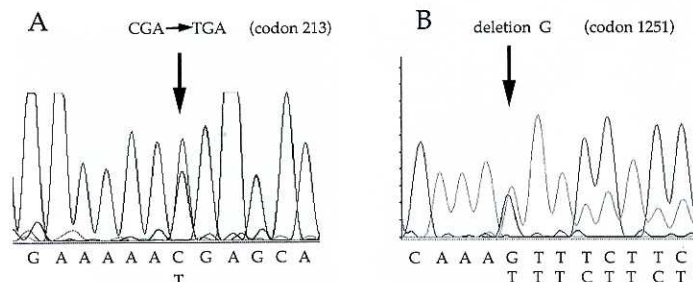 A
CGA→TGA (codon 213)
G A A A A A C G A G C A
T
B
deletion G (codon 1251)
C A A A G T T T C T T C
T T T C T T C T